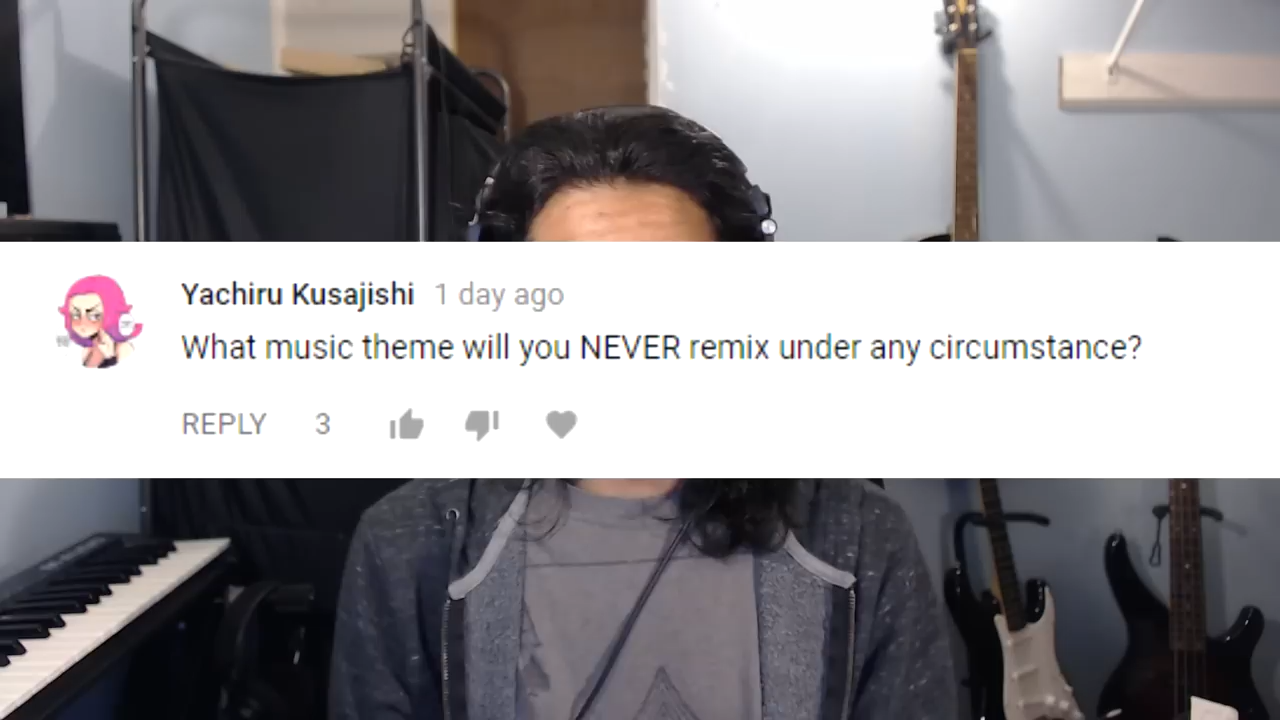 Yachiru Kusajishi 1 day ago
What music theme will you NEVER remix under any circumstance?
REPLY 3